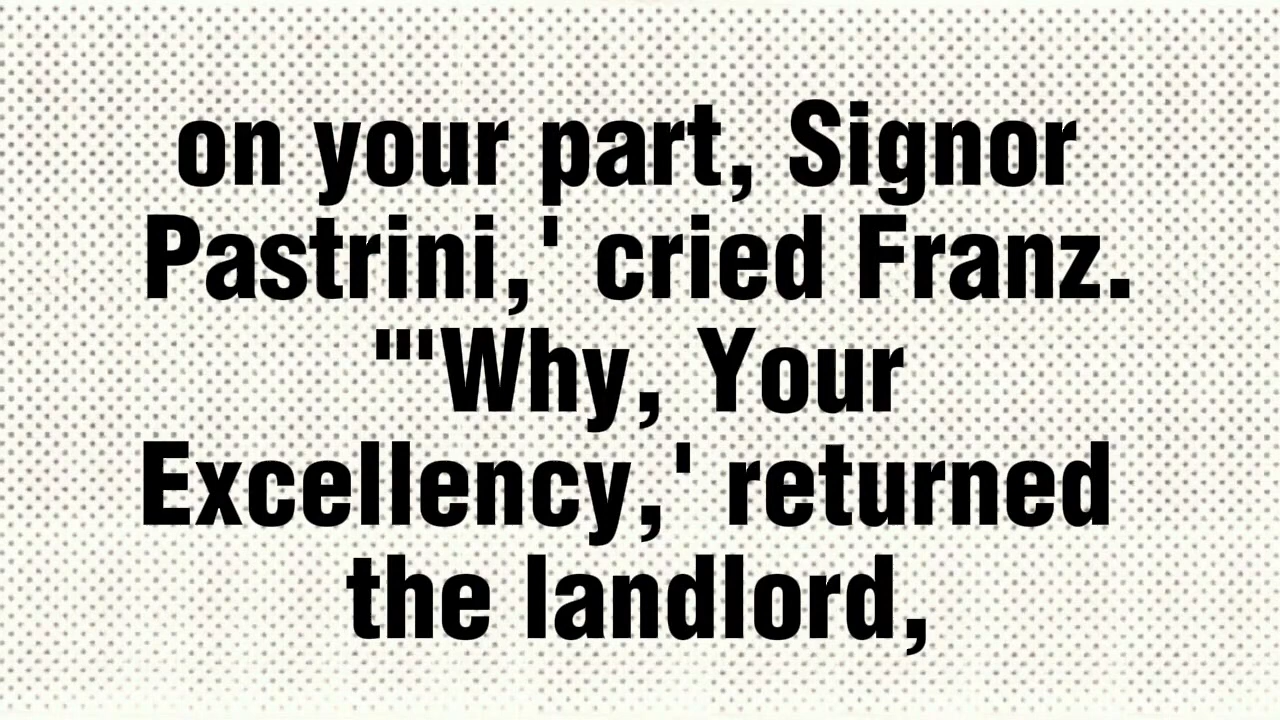 on your part, Signor
Pastrini,' cried Franz.
"'Why, Your
Excellency,' returned
the landlord,